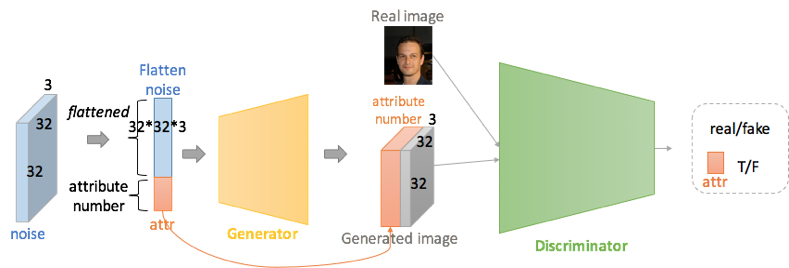 Real image
3
32
32
noise
flattened
Flatten
noise
32*32*3
attribute
number
attr
Generator
attribute
number
3
32
32
Generated image
Discriminator
real/fake
T/F
attr